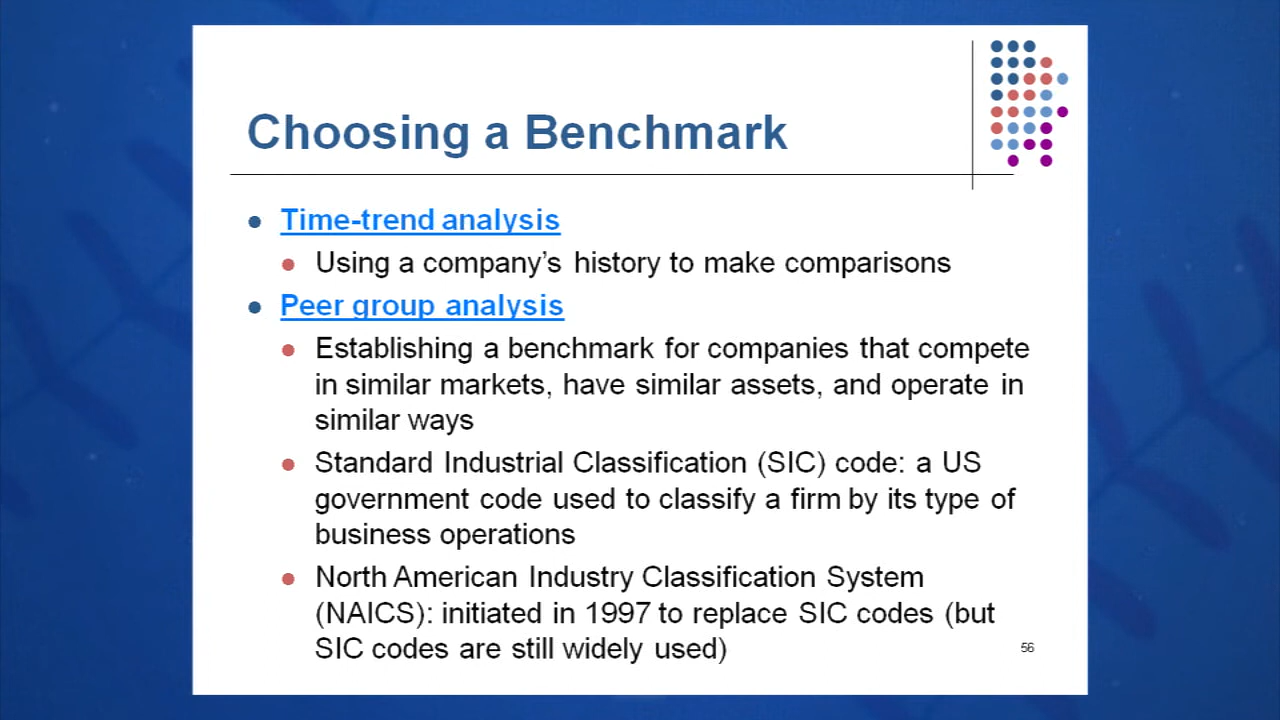 Choosing a Benchmark
Time-trend analysis
Using a company’s history to make comparisons
Peer group analysis
Establishing a benchmark for companies that compete
in similar markets, have similar assets, and operate in
similar ways
Standard Industrial Classification (SIC) code: a US
government code used to classify a firm by its type of
business operations
North American Industry Classification System
(NAICS): initiated in 1997 to replace SIC codes (but
SIC codes are still widely used)
56